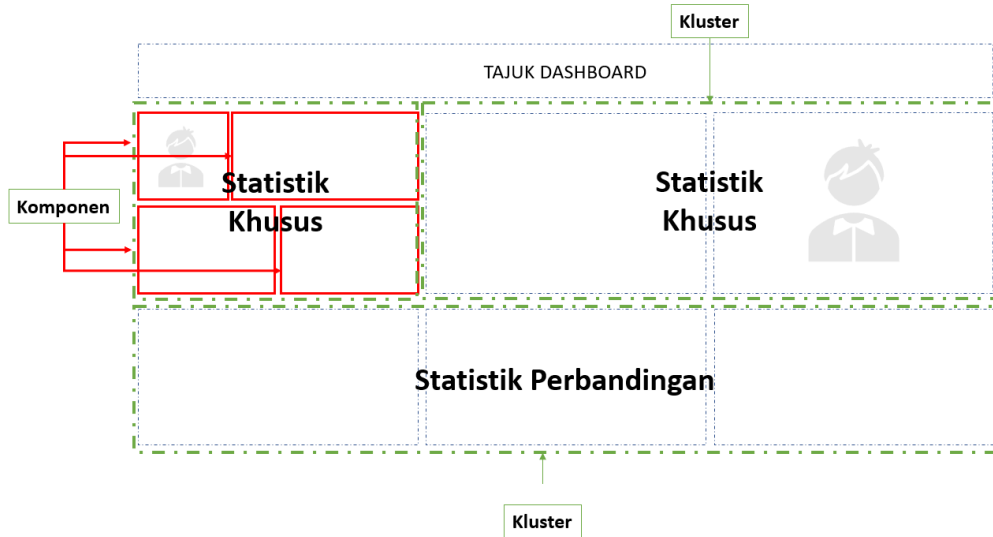 Kluster
TAJUK DASHBOARD
Komponen
Statistik
Khusus
Statistik
Khusus
Statistik Perbandingan
Kluster